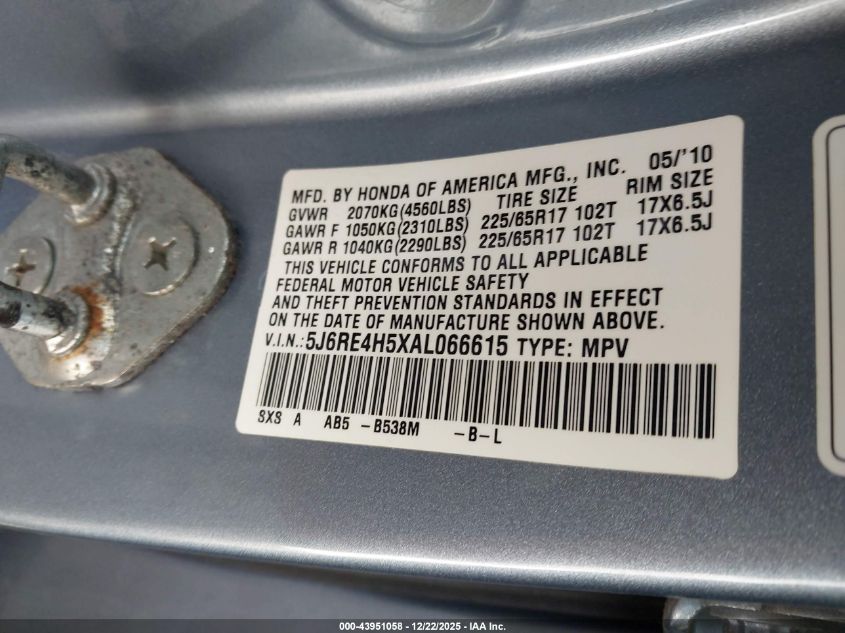 MFD. BY HONDA OF AMERICA MFG., INC. 05/'10
GVWR 2070KG(4560LBS) TIRE SIZE RIM SIZE
GAWR F 1050KG(2310LBS) 225/65R17 102T 17X6.5J
GAWR R 1040KG(2290LBS) 225/65R17 102T 17X6.5J
THIS VEHICLE CONFORMS TO ALL APPLICABLE
FEDERAL MOTOR VEHICLE SAFETY
AND THEFT PREVENTION STANDARDS IN EFFECT
ON THE DATE OF MANUFACTURE SHOWN ABOVE.
V.I.N.:5J6RE4H5XAL066615 TYPE: MPV
SXS A AB5 -B538M -B-L
000-43951058 - 12/22/2025 - IAA Inc.